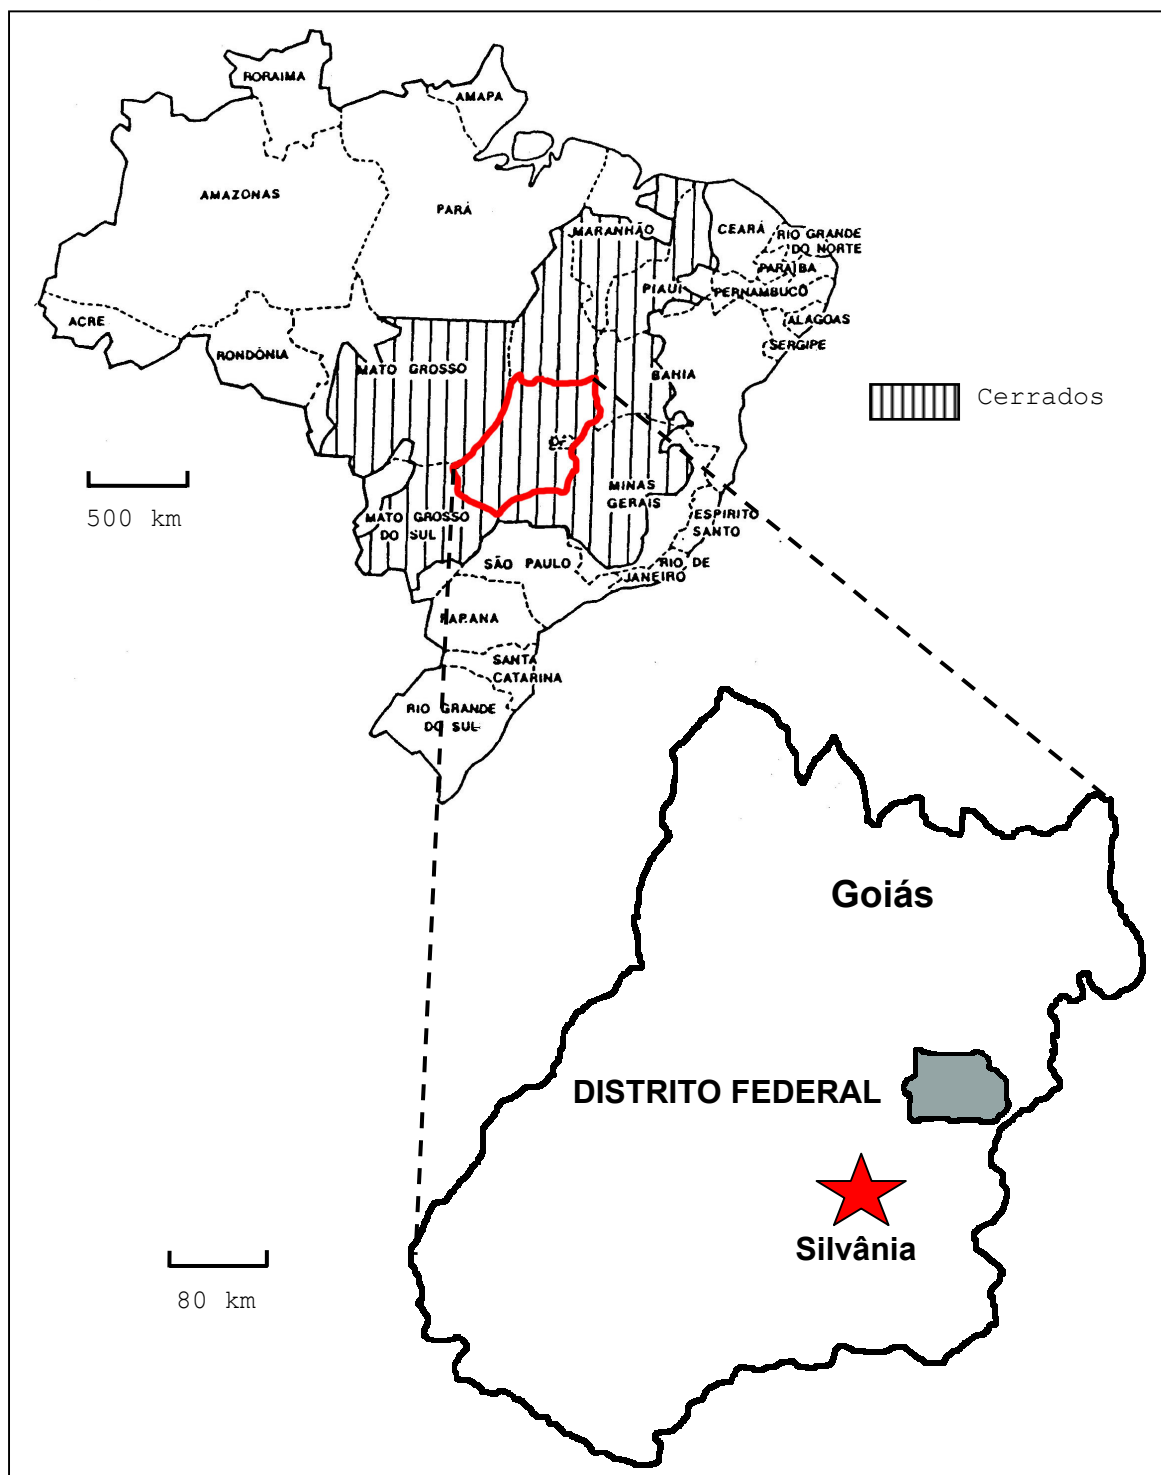 RORAIMA
AMAPA
AMAZONAS
PARÁ
MARANHÃO
CEARÁ
RIO GRANDE
DO NORTE
PARAÍBA
PIAUI
PERNAMBUCO
ACRE
ALAGOAS
SERGIPE
RONDÔNIA
MATO GROSSO
BAHIA
Cerrados
DF
MINAS
GERAIS
500 km
MATO GROSSO
DO SUL
ESPIRITO
SANTO
SÃO PAULO
RIO DE
JANEIRO
PARANA
SANTA
CATARINA
RIO GRANDE
DO SUL
Goiás
DISTRITO FEDERAL
Silvânia
80 km